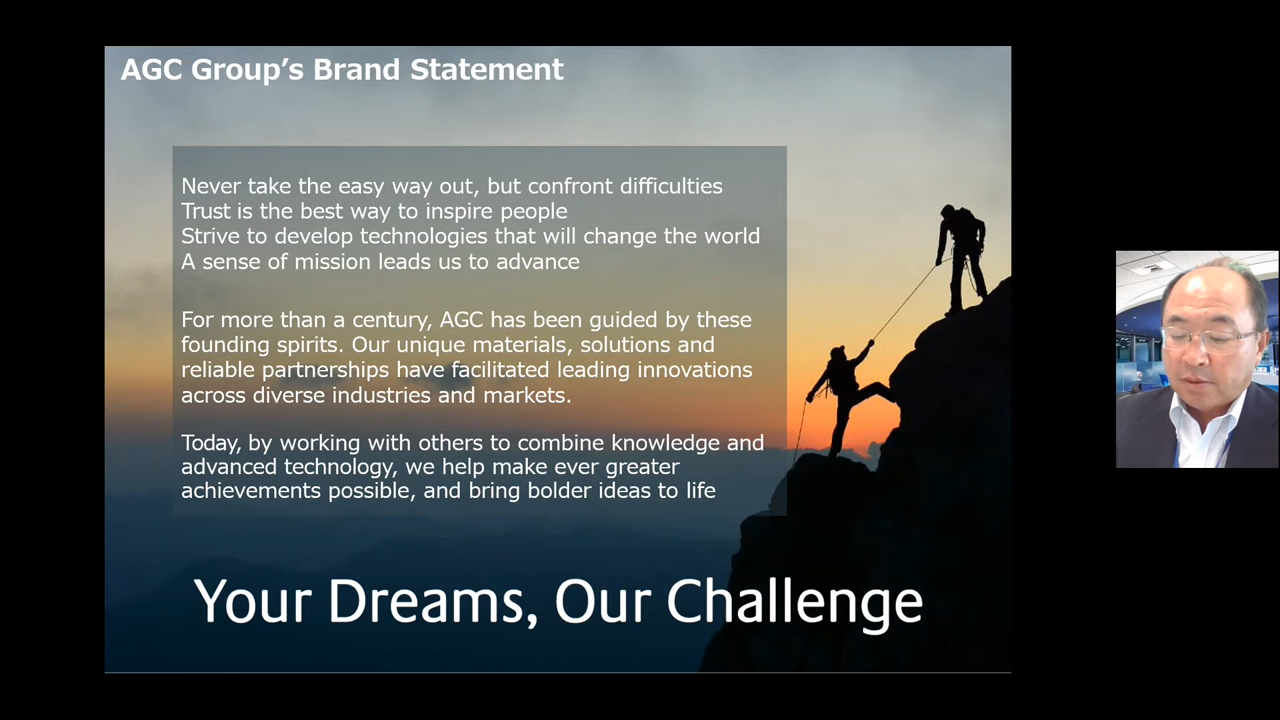 AGC Group’s Brand Statement
Never take the easy way out, but confront difficulties
Trust is the best way to inspire people
Strive to develop technologies that will change the world
A sense of mission leads us to advance
For more than a century, AGC has been guided by these
founding spirits. Our unique materials, solutions and
reliable partnerships have facilitated leading innovations
across diverse industries and markets.
Today, by working with others to combine knowledge and
advanced technology, we help make ever greater
achievements possible, and bring bolder ideas to life
Your Dreams, Our Challenge